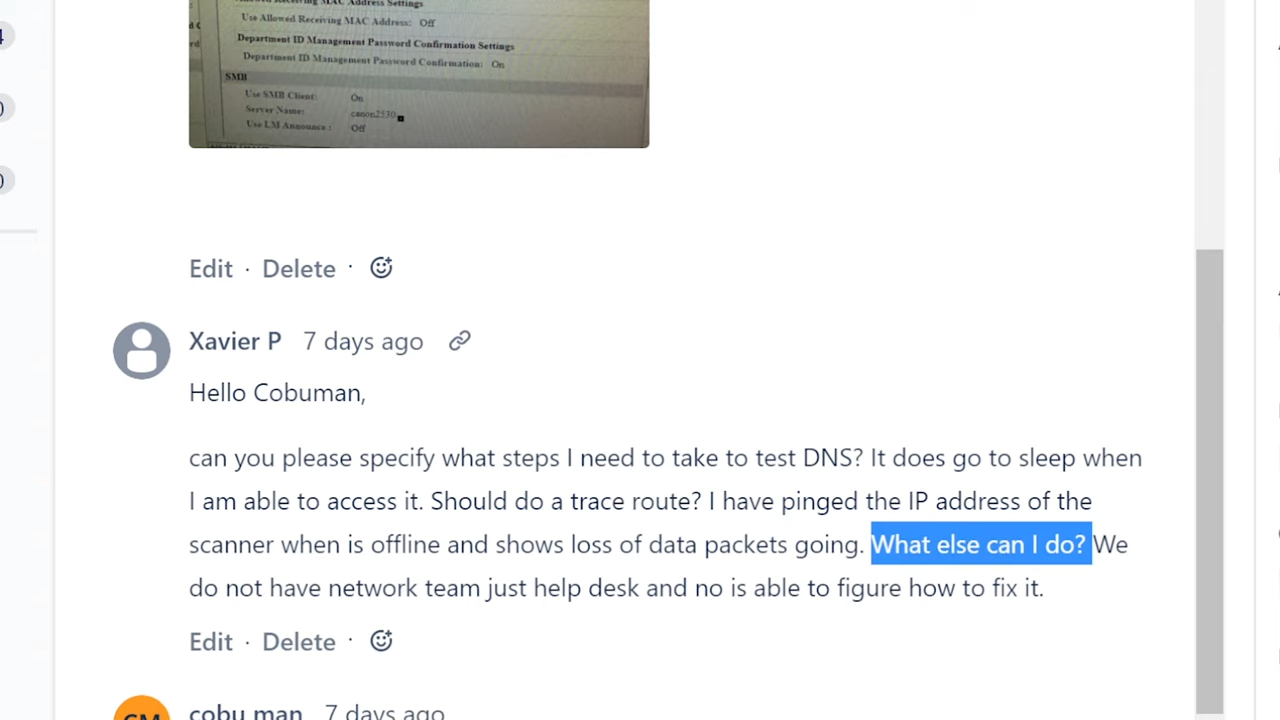 Address Settings
Use Allowed Receiving MAC Address: Off
Department ID Management Password Confirmation Settings
Department ID Management Password Confirmation: On
SMB
Use SMB Client: On
Server Name: canon2530
Use LM Announce : Off
Edit · Delete ·
Xavier P 7 days ago
Hello Cobuman,
can you please specify what steps I need to take to test DNS? It does go to sleep when
I am able to access it. Should do a trace route? I have pinged the IP address of the
scanner when is offline and shows loss of data packets going. What else can I do? We
do not have network team just help desk and no is able to figure how to fix it.
Edit · Delete ·
CM cobu man 7 days ago